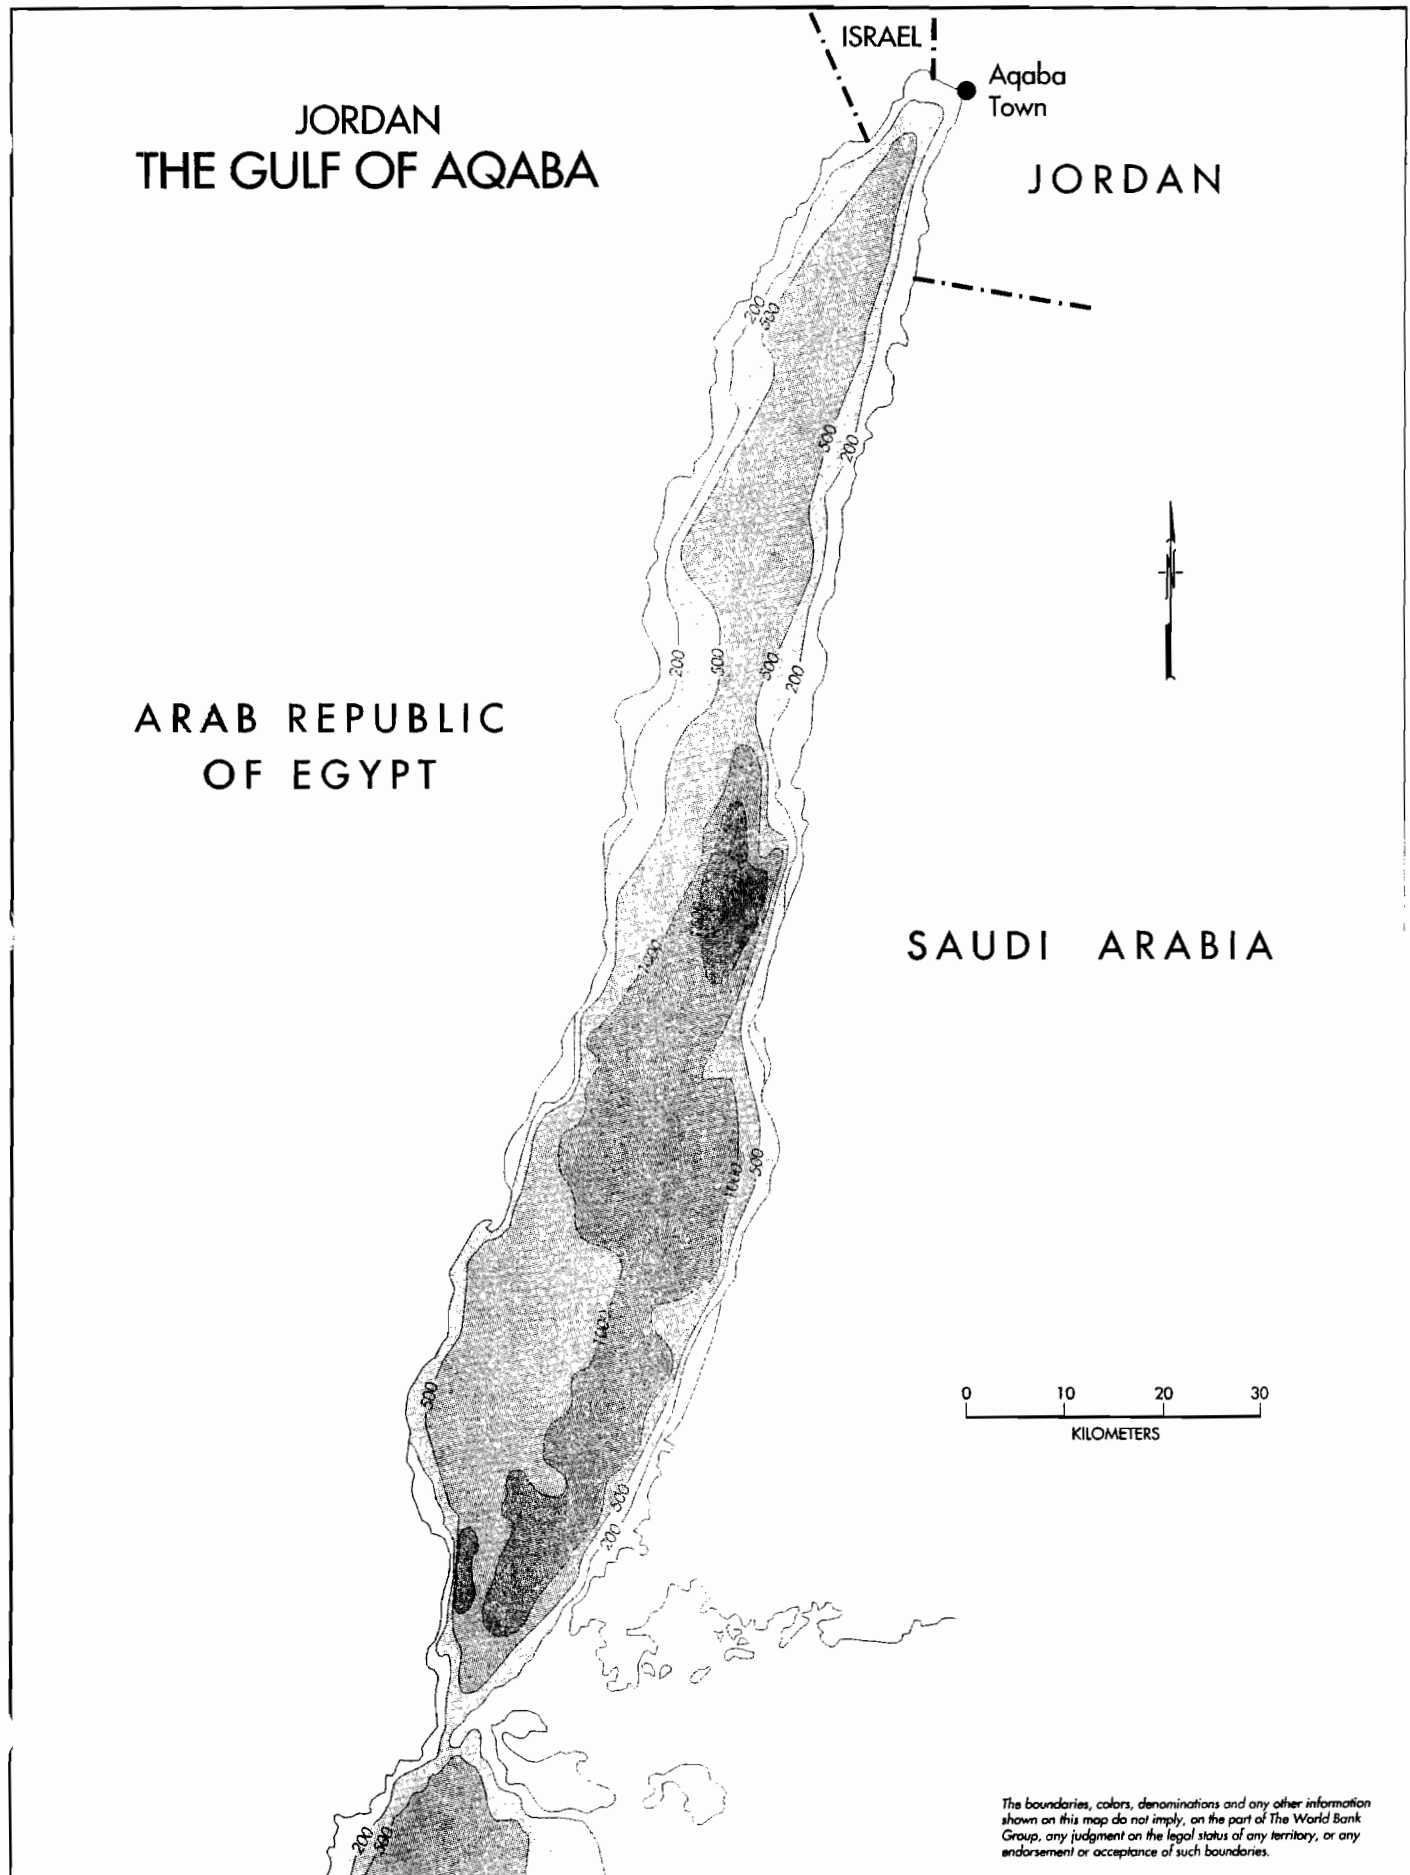 ISRAEL
Aqaba
Town
JORDAN
THE GULF OF AQABA
JORDAN
200
500
500
200
200
500
500
200
ARAB REPUBLIC
OF EGYPT
1000
SAUDI ARABIA
1000
500
1000
500
0 10 20 30
KILOMETERS
500
200
200
500
The boundaries, colors, denominations and any other information
shown on this map do not imply, on the part of The World Bank
Group, any judgment on the legal status of any territory, or any
endorsement or acceptance of such boundaries.